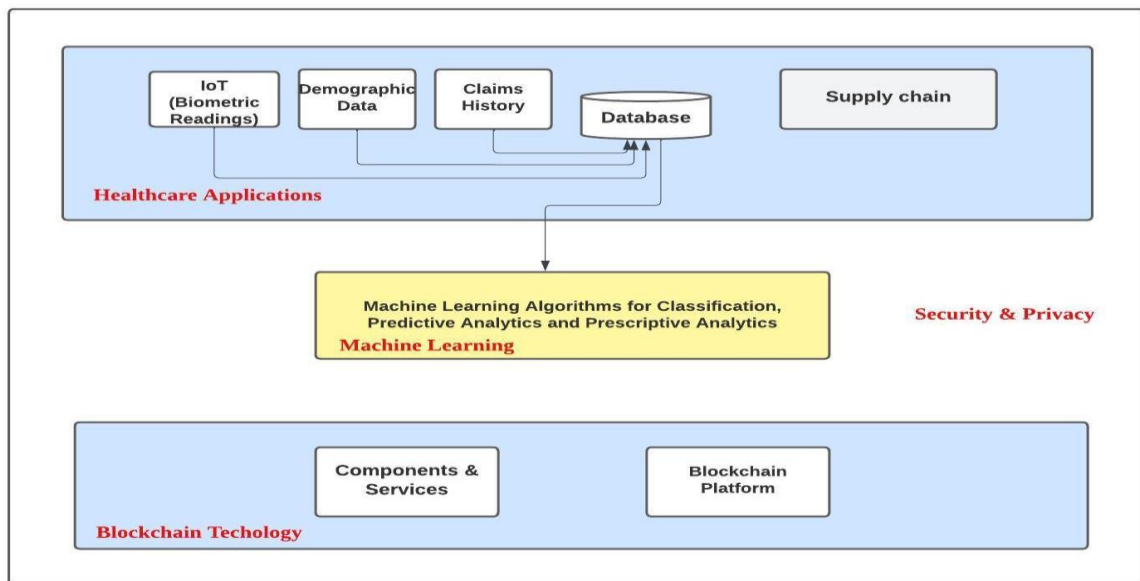 IoT
(Biometric
Readings)
Demographic
Data
Claims
History
Database
Supply chain
Healthcare Applications
Machine Learning Algorithms for Classification,
Predictive Analytics and Prescriptive Analytics
Machine Learning
Security & Privacy
Components &
Services
Blockchain
Platform
Blockchain Techology